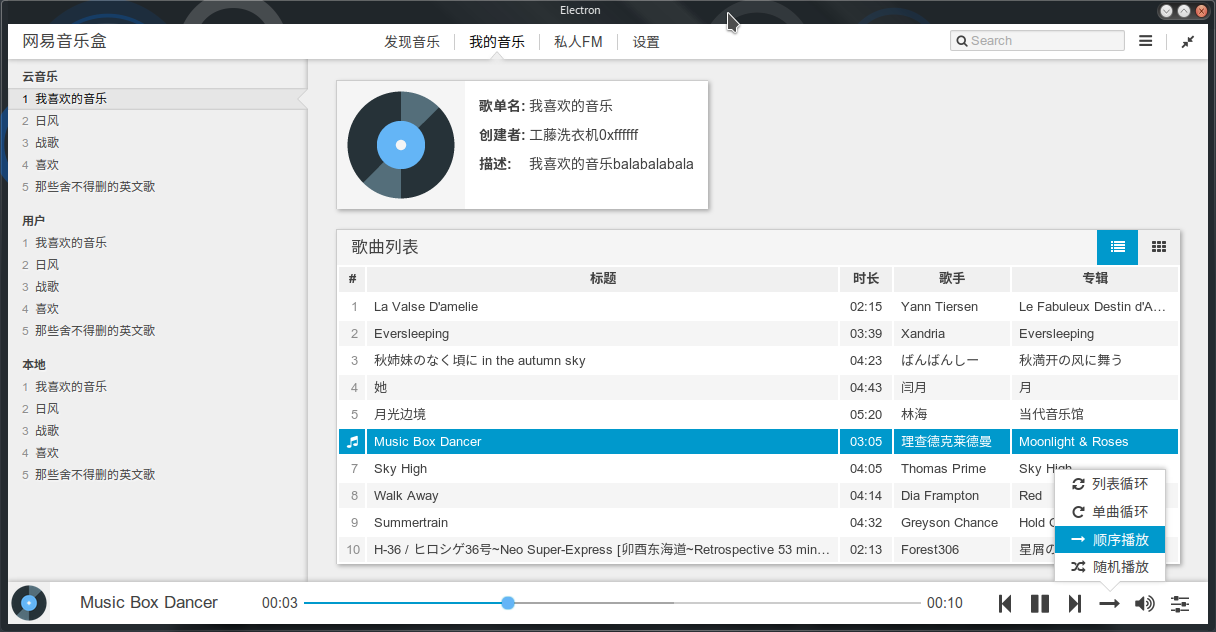 Electron
网易音乐盒 发现音乐 我的音乐 私人FM 设置 Search
云音乐
1 我喜欢的音乐
2 日风
3 战歌
4 喜欢
5 那些舍不得删的英文歌
用户
1 我喜欢的音乐
2 日风
3 战歌
4 喜欢
5 那些舍不得删的英文歌
本地
1 我喜欢的音乐
2 日风
3 战歌
4 喜欢
5 那些舍不得删的英文歌
歌单名: 我喜欢的音乐
创建者: 工藤洗衣机0xffffff
描述: 我喜欢的音乐balabalabala
歌曲列表
# 标题 时长 歌手 专辑
1 La Valse D'amelie 02:15 Yann Tiersen Le Fabuleux Destin d'A...
2 Eversleeping 03:39 Xandria Eversleeping
3 秋姉妹のなく頃に in the autumn sky 04:23 ばんばんしー 秋満开の风に舞う
4 她 04:43 闫月 月
5 月光边境 05:20 林海 当代音乐馆
Music Box Dancer 03:05 理查德克莱德曼 Moonlight & Roses
7 Sky High 04:05 Thomas Prime Sky High
8 Walk Away 04:14 Dia Frampton Red
9 Summertrain 04:32 Greyson Chance Hold
10 H-36 / ヒロシゲ36号~Neo Super-Express [卯酉东海道~Retrospective 53 min... 02:13 Forest306 星屑の
列表循环
单曲循环
顺序播放
随机播放
Music Box Dancer 00:03 00:10